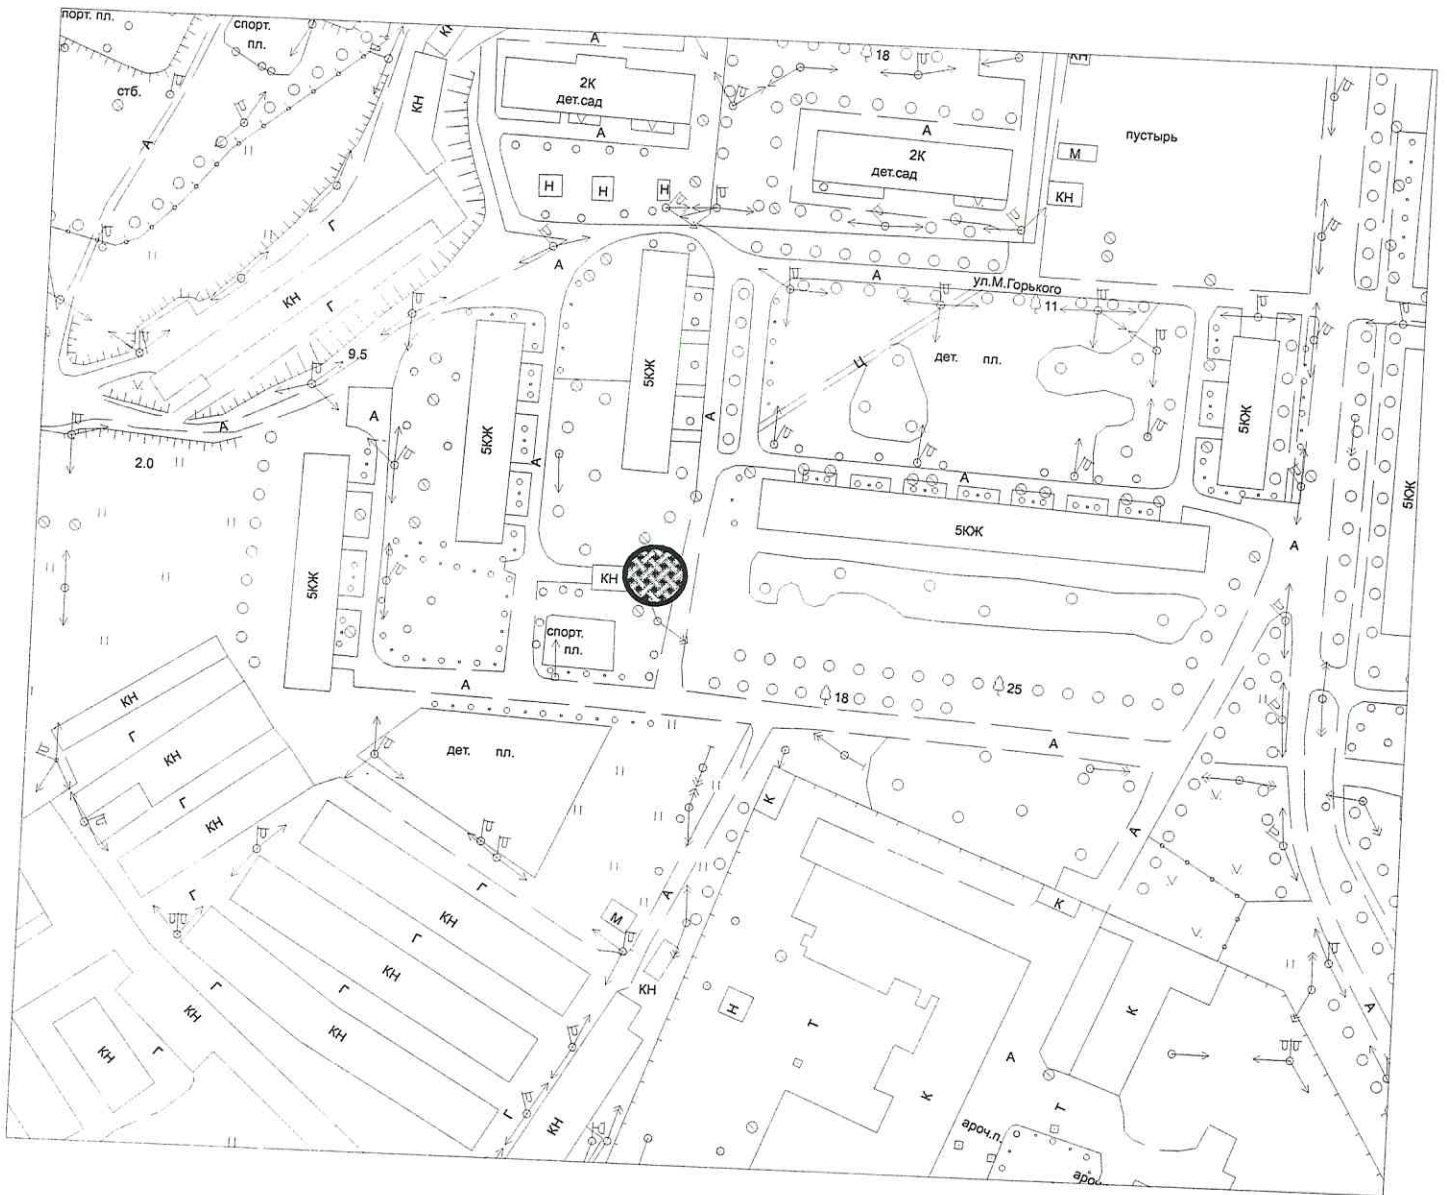 порт. пл.
спорт.
пл.
стб.
А
КН
А
2К
дет.сад
А
Н
Н
Н
18
А
2К
дет.сад
КН
М
КН
пустырь
Г
КН
Г
А
А
ул.М.Горького
11
9.5
А
А
2.0
5КЖ
А
5КЖ
А
Ц
дет. пл.
5КЖ
5КЖ
А
5КЖ
А
5КЖ
КН
спорт.
пл.
А
18
25
А
КН
Г
КН
Г
КН
Г
дет. пл.
К
А
К
Г
КН
Г
КН
Г
КН
Г
КН
КН
Г
М
А
КН
Н
Т
А
К
К
А
Г
КН
ароч.п.
Т